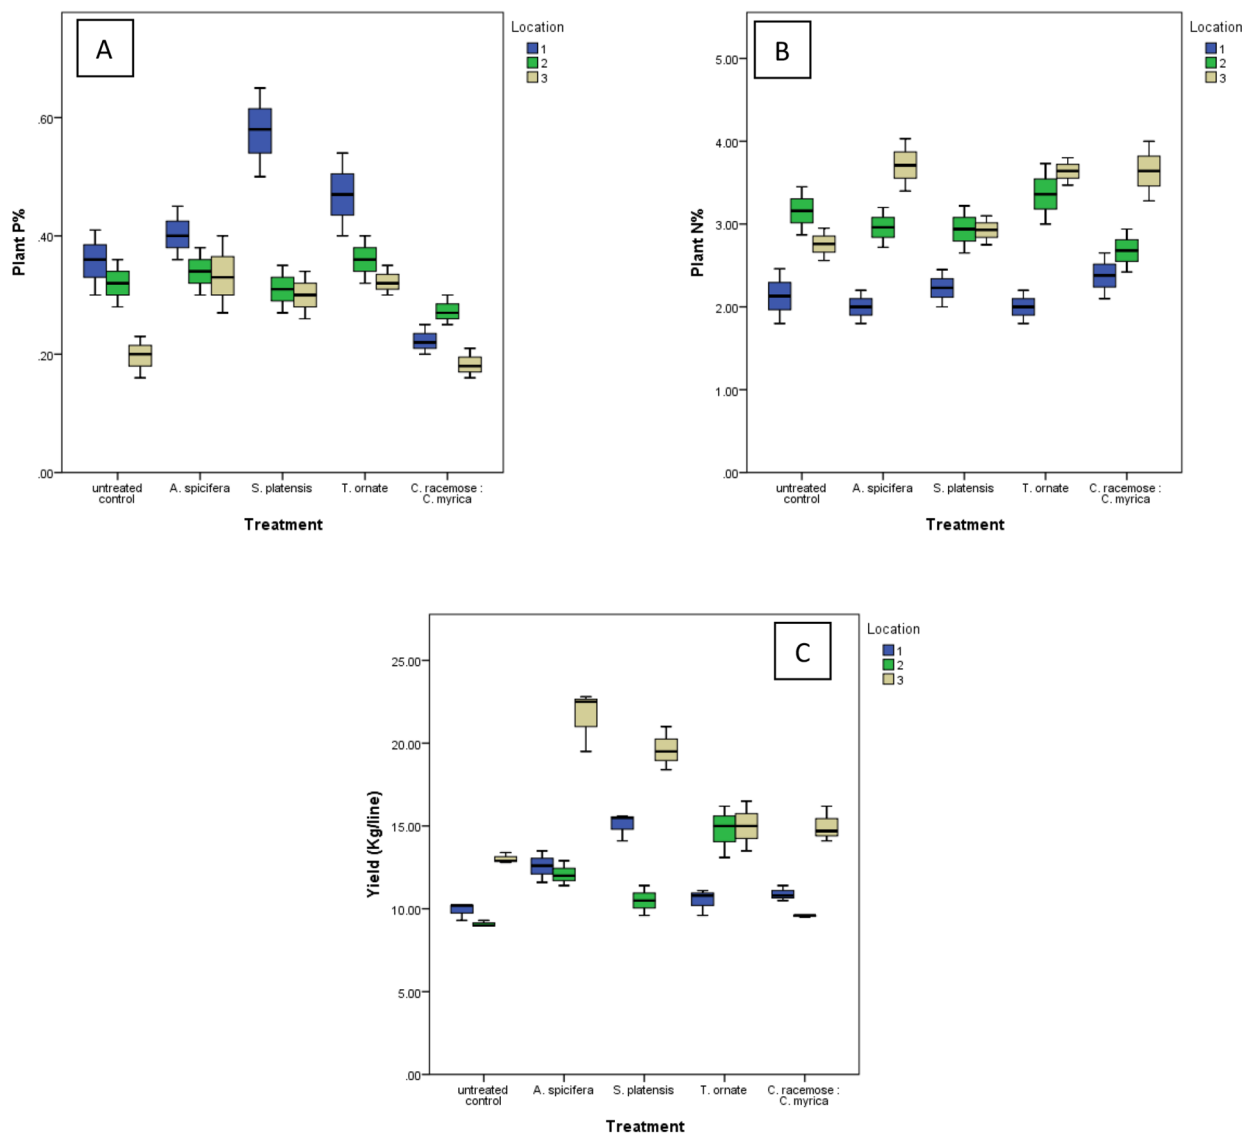 A
Location
1
2
3
.60
.40
.20
.00
Plant P%
untreated control
A. spicifera
S. platensis
T. ornate
C. racemose : C. myrica
Treatment
B
Location
1
2
3
5.00
4.00
3.00
2.00
1.00
.00
Plant N%
untreated control
A. spicifera
S. platensis
T. ornate
C. racemose : C. myrica
Treatment
C
Location
1
2
3
25.00
20.00
15.00
10.00
5.00
.00
Yield (Kg/line)
untreated control
A. spicifera
S. platensis
T. ornate
C. racemose : C. myrica
Treatment